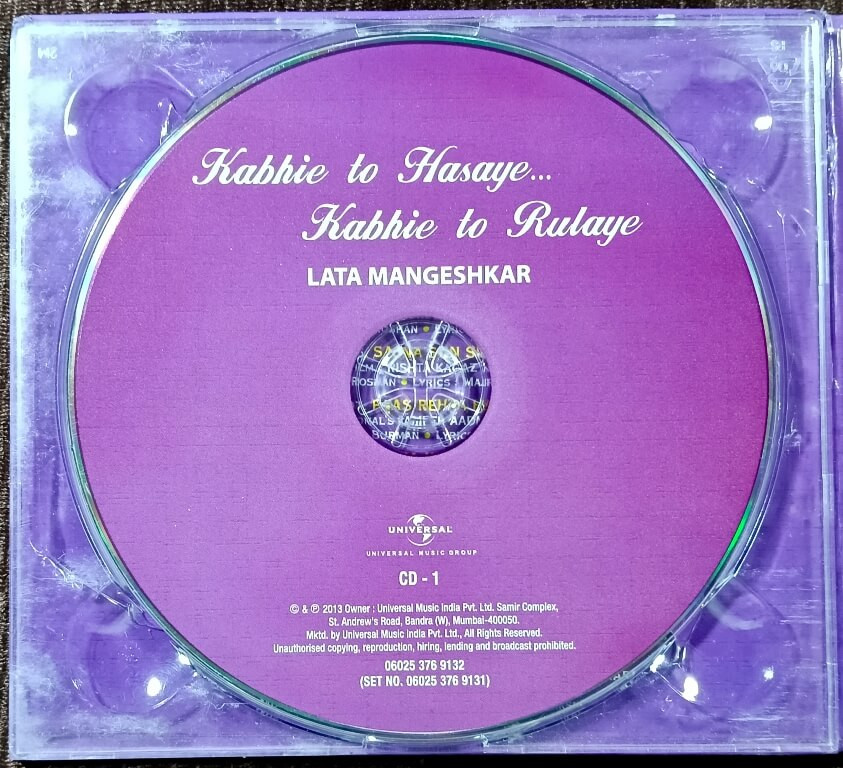 Kabhie to Hasaye...
Kabhie to Rulaye
LATA MANGESHKAR
LYRICS
BURMAN
UNIVERSAL
UNIVERSAL MUSIC GROUP
CD - 1
© & ℗ 2013 Owner : Universal Music India Pvt. Ltd. Samir Complex,
St. Andrew's Road, Bandra (W), Mumbai-400050.
Mktd. by Universal Music India Pvt. Ltd., All Rights Reserved.
Unauthorised copying, reproduction, hiring, lending and broadcast prohibited.
06025 376 9132
(SET NO. 06025 376 9131)